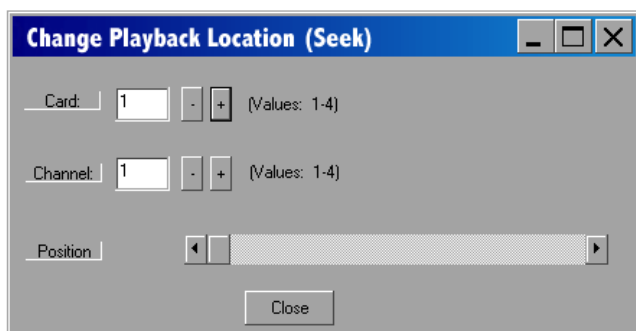 Change Playback Location (Seek)
Card: 1 - + (Values: 1-4)
Channel: 1 - + (Values: 1-4)
Position
Close